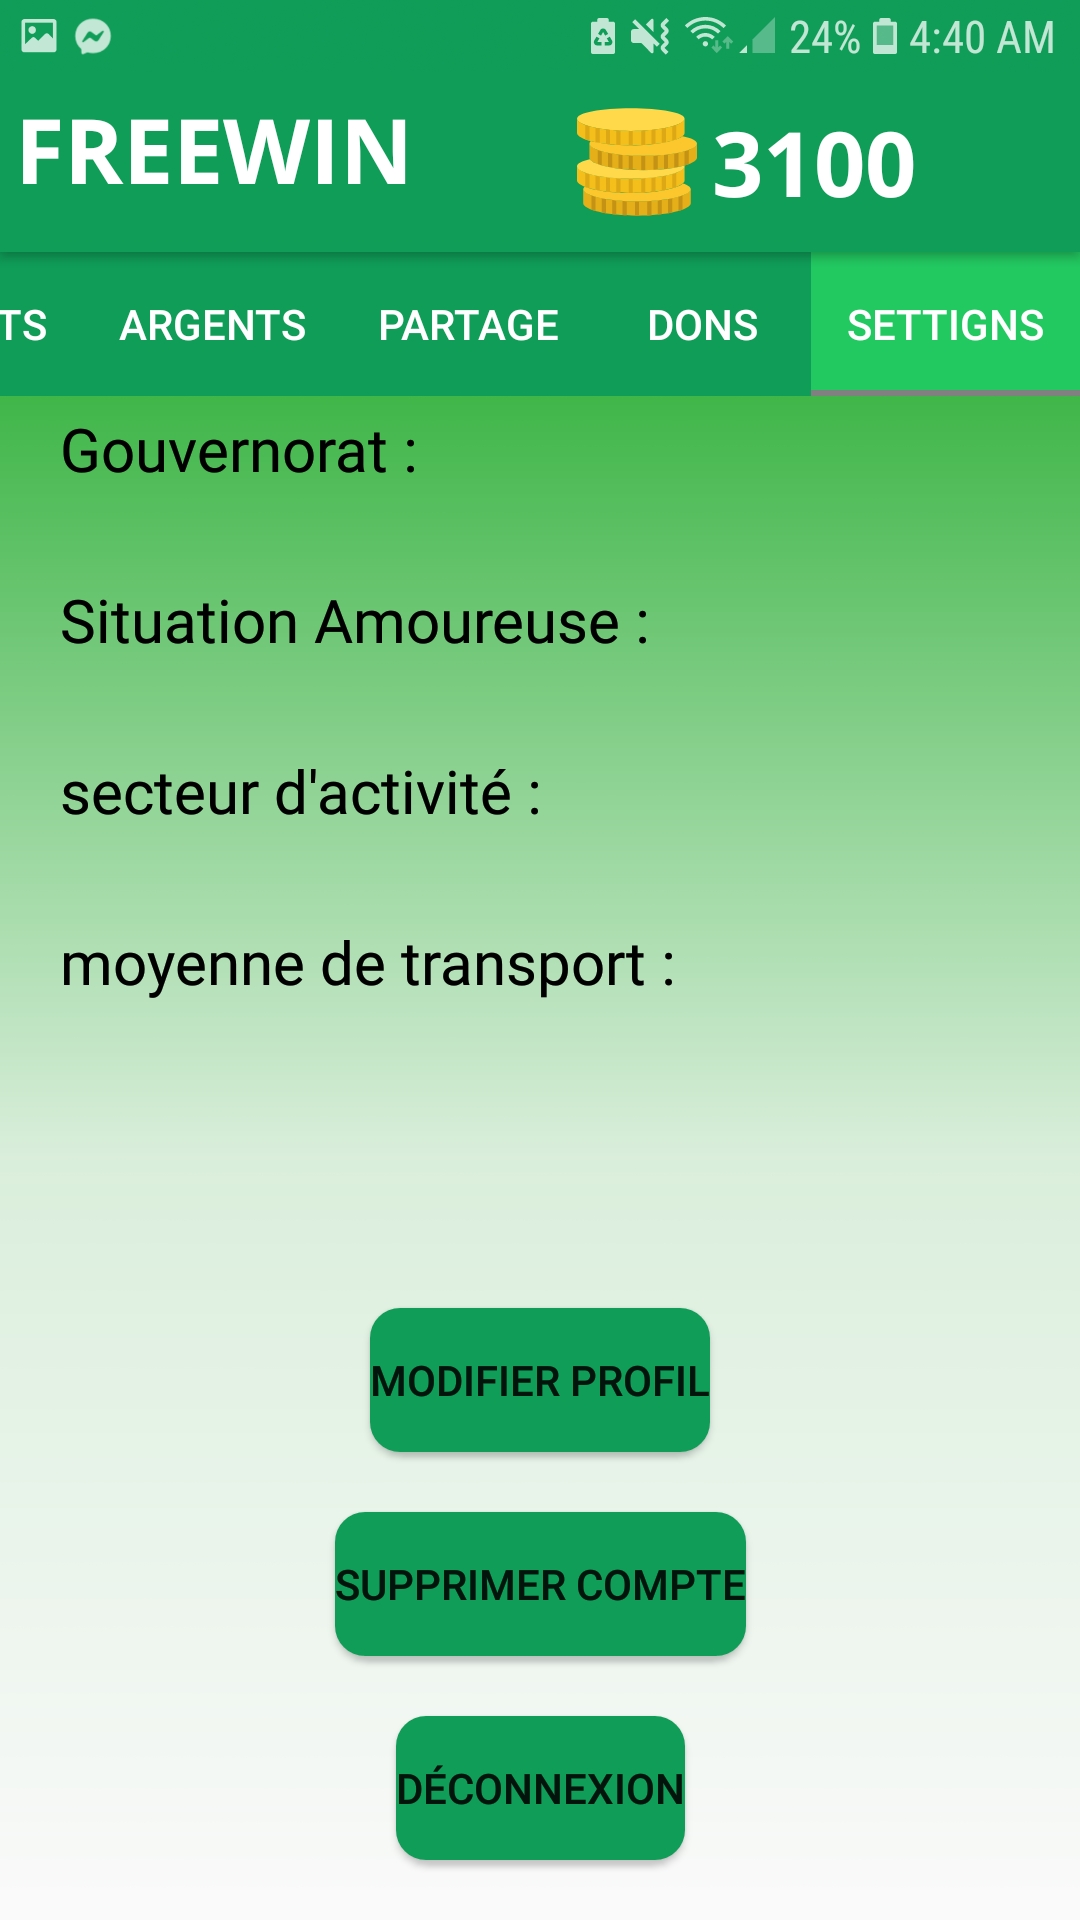 24% 4:40 AM
FREEWIN 3100
TS ARGENTS PARTAGE DONS SETTIGNS
Gouvernorat :
Situation Amoureuse :
secteur d'activité :
moyenne de transport :
MODIFIER PROFIL
SUPPRIMER COMPTE
DÉCONNEXION